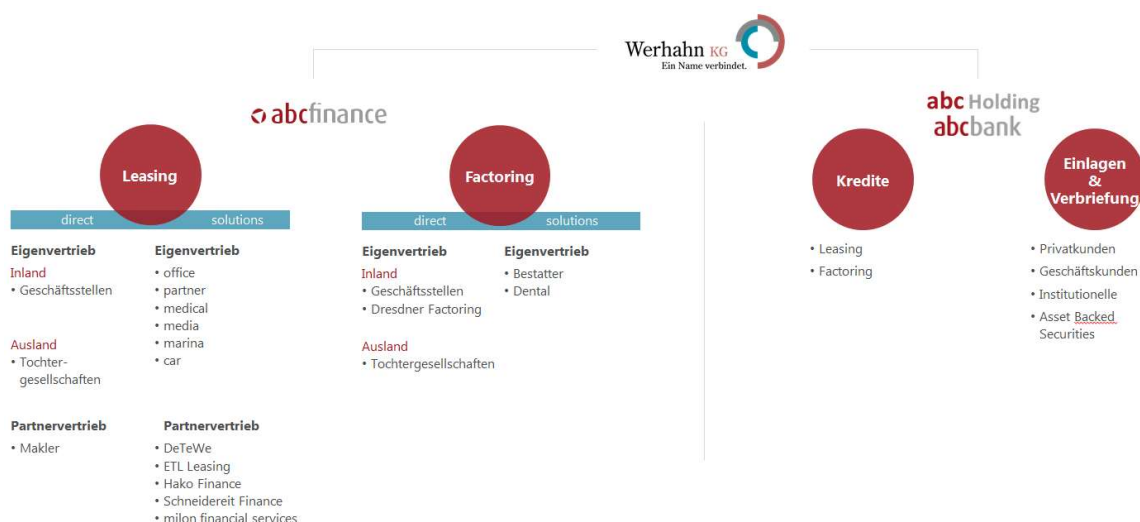 Werhahn KG
Ein Name verbindet.
abcfinance
abc Holding
abcbank
Leasing
direct
solutions
Eigenvertrieb
Inland
• Geschäftsstellen
Ausland
• Tochter-
gesellschaften
Partnervertrieb
• Makler
Eigenvertrieb
• office
• partner
• medical
• media
• marina
• car
Partnervertrieb
• DeTeWe
• ETL Leasing
• Hako Finance
• Schneidereit Finance
• milon financial services
Factoring
direct
solutions
Eigenvertrieb
Inland
• Geschäftsstellen
• Dresdner Factoring
Ausland
• Tochtergesellschaften
Eigenvertrieb
• Bestatter
• Dental
Kredite
• Leasing
• Factoring
Einlagen
&
Verbriefung
• Privatkunden
• Geschäftskunden
• Institutionelle
• Asset Backed
Securities